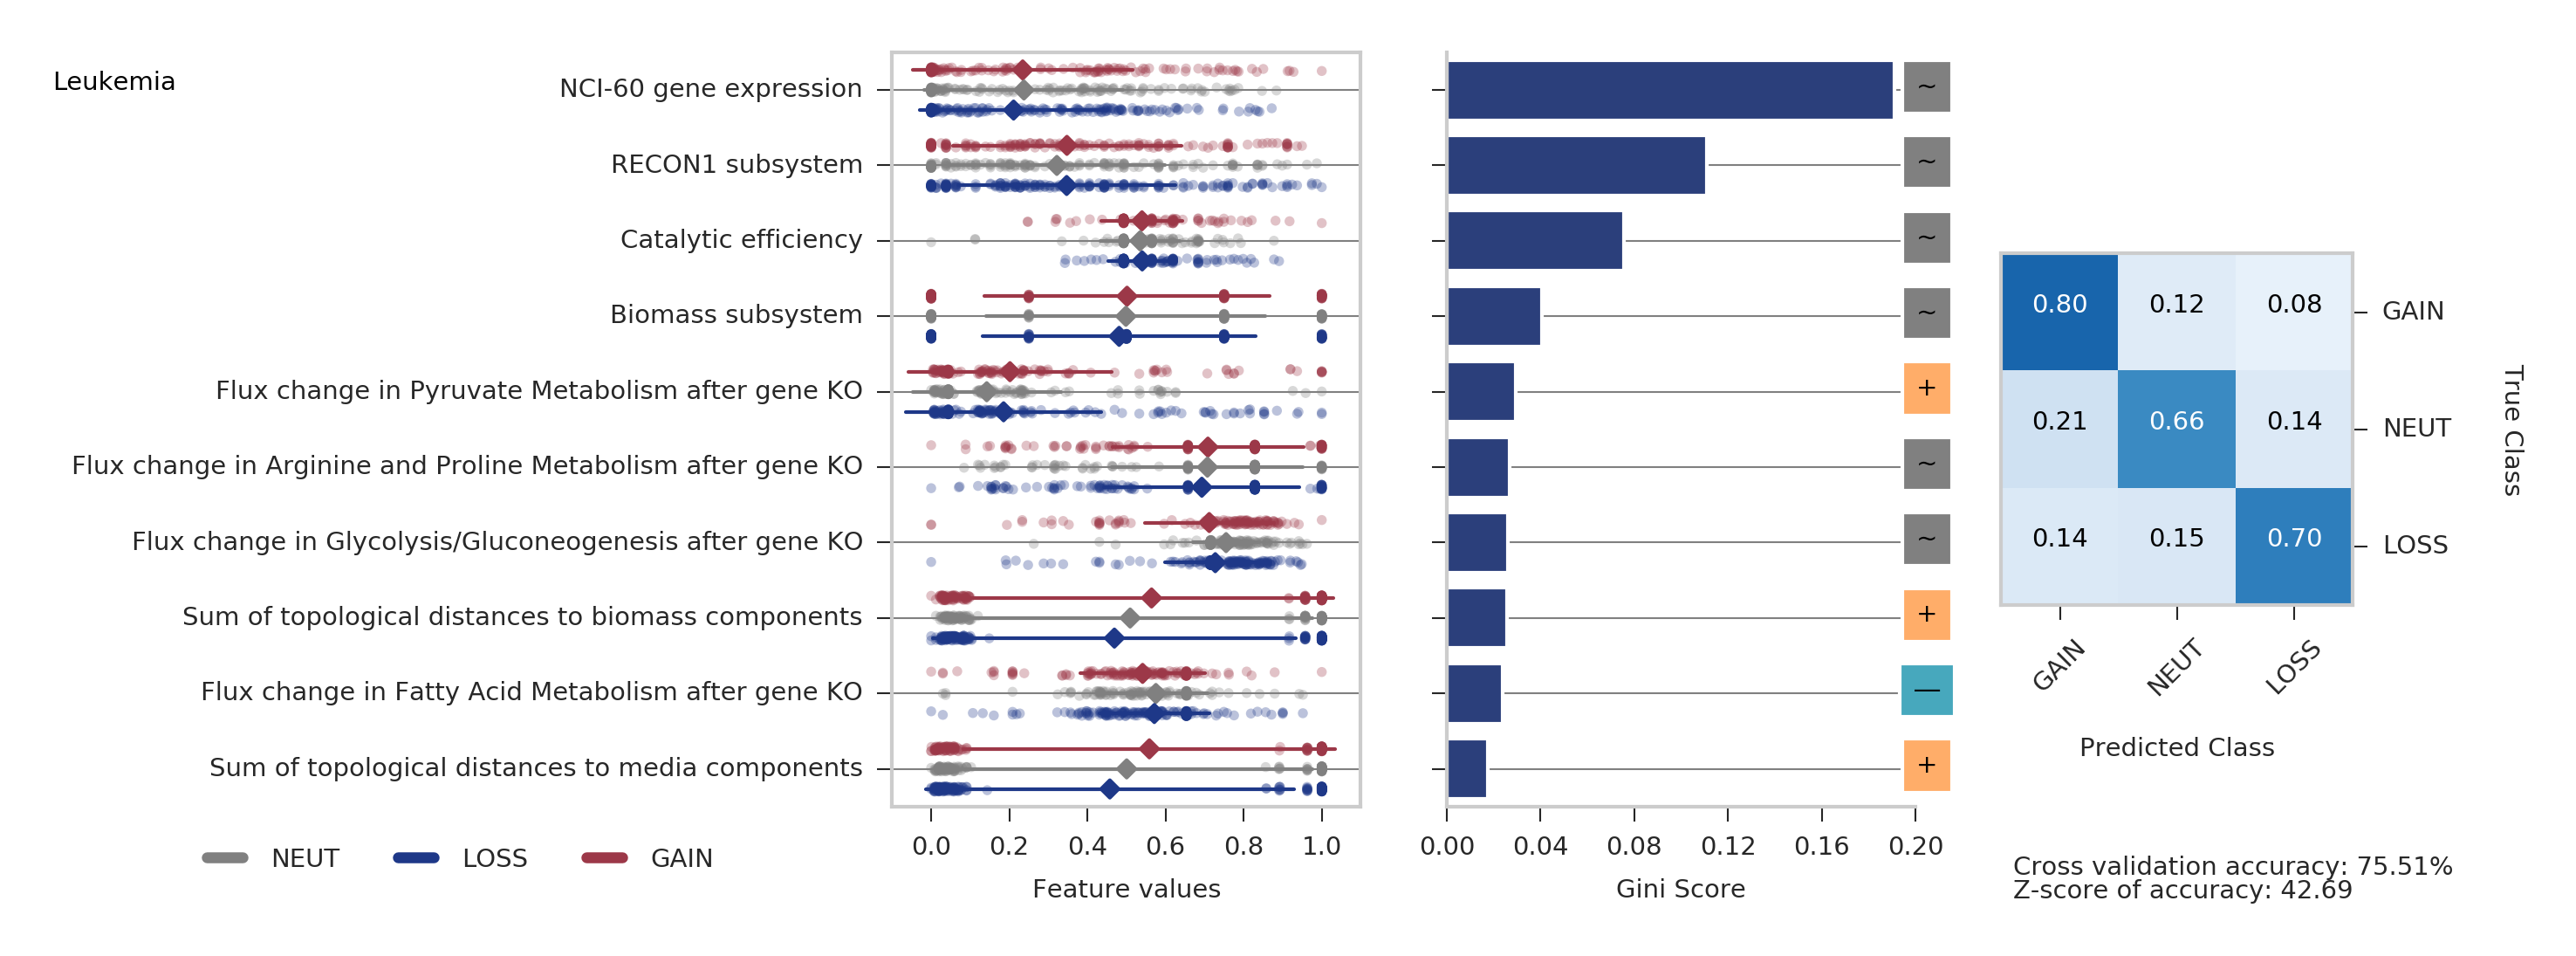 Leukemia
NCI-60 gene expression
RECON1 subsystem
Catalytic efficiency
Biomass subsystem
Flux change in Pyruvate Metabolism after gene KO
Flux change in Arginine and Proline Metabolism after gene KO
Flux change in Glycolysis/Gluconeogenesis after gene KO
Sum of topological distances to biomass components
Flux change in Fatty Acid Metabolism after gene KO
Sum of topological distances to media components
NEUT LOSS GAIN
0.0 0.2 0.4 0.6 0.8 1.0
Feature values
~
~
~
~
+
~
~
+
—
+
0.00 0.04 0.08 0.12 0.16 0.20
Gini Score
0.80 0.12 0.08 GAIN
0.21 0.66 0.14 NEUT
0.14 0.15 0.70 LOSS
True Class
GAIN NEUT LOSS
Predicted Class
Cross validation accuracy: 75.51%
Z-score of accuracy: 42.69